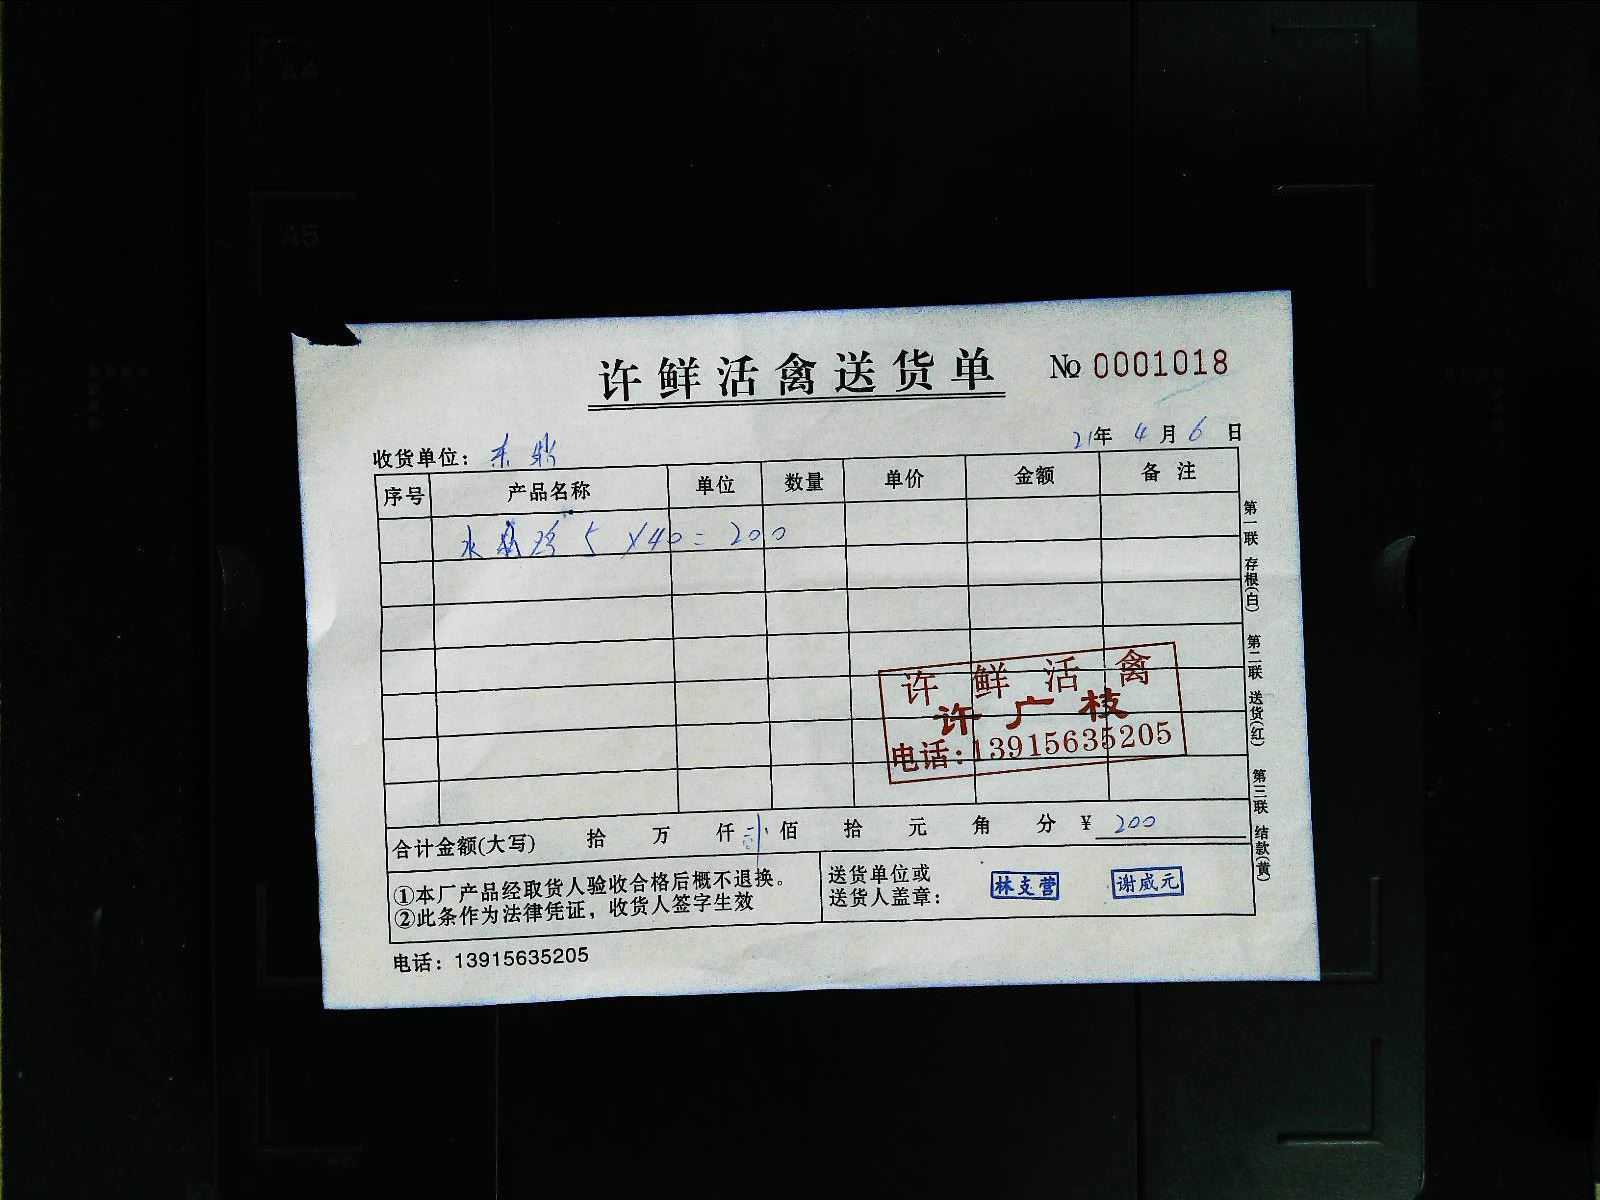 A4
A5
许鲜活禽送货单 № 0001018
收货单位： 东鼎 21年 4月 6日
序号 产品名称 单位 数量 单价 金额 备注
水 5 ×40=200
第一联 存根(白)
第二联 送货(红)
第三联 结款(黄)
许鲜活禽
许广枝
电话:13915635205
合计金额(大写) 拾 万 仟 贰佰 拾 元 角 分 ¥ 200
①本厂产品经取货人验收合格后概不退换。
②此条作为法律凭证，收货人签字生效
送货单位或
送货人盖章：
林支营 谢威元
电话：13915635205